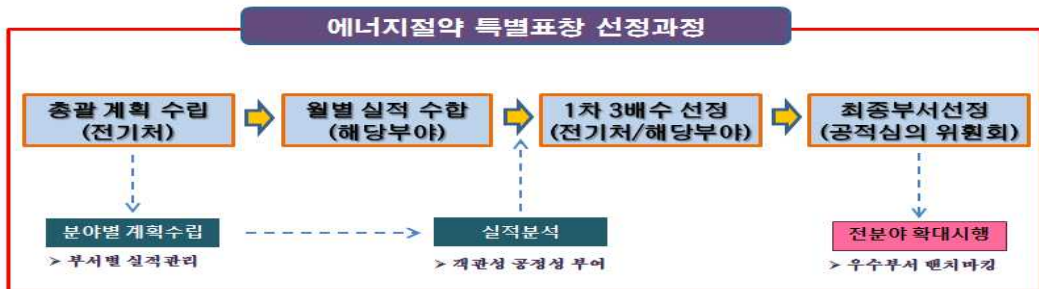 에너지절약 특별표창 선정과정
총괄 계획 수립
(전기처)
월별 실적 수합
(해당부야)
1차 3배수 선정
(전기처/해당부야)
최종부서선정
(공적심의 위훤회)
분야별 계획수립
실적분석
전분야 확대시행
➢ 부서별 실적관리
➢ 객관성 공정성 부여
➢ 우수부서 벤치마킹